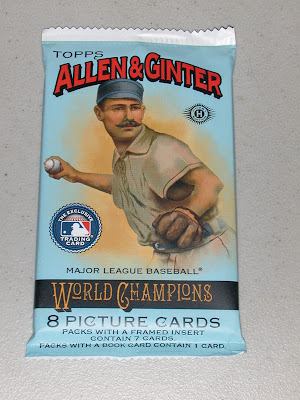 TOPPS
ALLEN & GINTER
H
THE EXCLUSIVE
TRADING
CARD
MAJOR LEAGUE BASEBALL®
WORLD CHAMPIONS
8 PICTURE CARDS
PACKS WITH A FRAMED INSERT
CONTAIN 7 CARDS.
PACKS WITH A BOOK CARD CONTAIN 1 CARD.